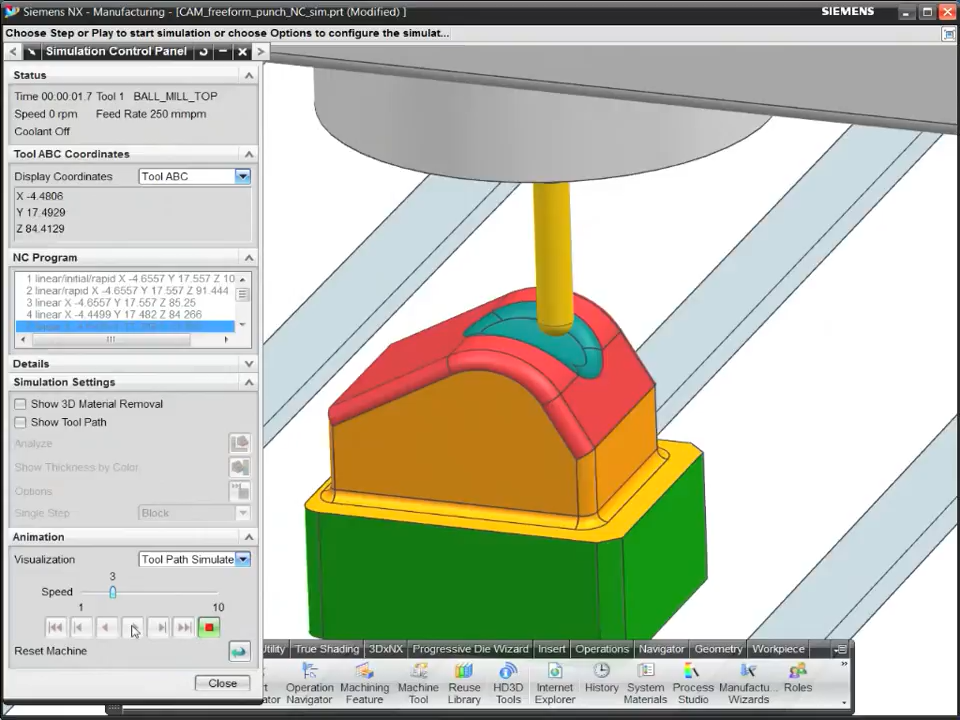 Siemens NX - Manufacturing - [CAM_freeform_punch_NC_sim.prt (Modified) ]
SIEMENS
Choose Step or Play to start simulation or choose Options to configure the simulat...
Simulation Control Panel
Status
Time 00:00:01.7 Tool 1 BALL_MILL_TOP
Speed 0 rpm Feed Rate 250 mmpm
Coolant Off
Tool ABC Coordinates
Display Coordinates Tool ABC
X -4.4806
Y 17.4929
Z 84.4129
NC Program
1 linear/initial/rapid X -4.6557 Y 17.557 Z 10
2 linear/rapid X -4.6557 Y 17.557 Z 91.444
3 linear X -4.6557 Y 17.557 Z 85.25
4 linear X -4.4499 Y 17.482 Z 84.266
Details
Simulation Settings
Show 3D Material Removal
Show Tool Path
Analyze
Show Thickness by Color
Options
Single Step Block
Animation
Visualization Tool Path Simulate
3
Speed
1 10
Reset Machine
Close
Utility True Shading 3DxNX Progressive Die Wizard Insert Operations Navigator Geometry Workpiece
Operation Navigator
Machining Feature
Machine Tool
Reuse Library
HD3D Tools
Internet Explorer
History
System Materials
Process Studio
Manufactu... Wizards
Roles